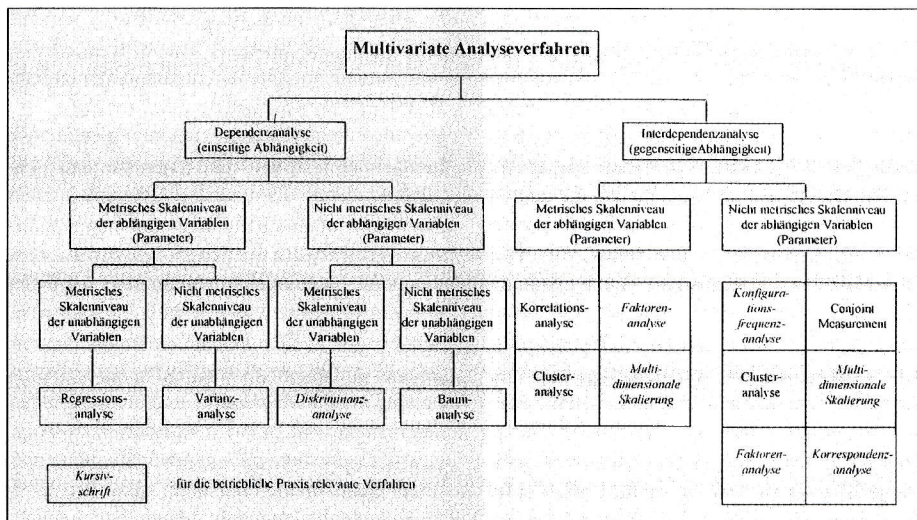 Multivariate Analyseverfahren
Dependenzanalyse
(einseitige Abhängigkeit)
Interdependenzanalyse
(gegenseitige Abhängigkeit)
Metrisches Skalenniveau
der abhängigen Variablen
(Parameter)
Nicht metrisches Skalenniveau
der abhängigen Variablen
(Parameter)
Metrisches Skalenniveau
der abhängigen Variablen
(Parameter)
Nicht metrisches Skalenniveau
der abhängigen Variablen
(Parameter)
Metrisches
Skalenniveau
der unabhängigen
Variablen
Nicht metrisches
Skalenniveau
der unabhängigen
Variablen
Metrisches
Skalenniveau
der unabhängigen
Variablen
Nicht metrisches
Skalenniveau
der unabhängigen
Variablen
Korrelations-
analyse
Faktoren-
analyse
Konfigura-
tions-
frequenz-
analyse
Conjoint
Measurement
Regressions-
analyse
Varianz-
analyse
Diskriminanz-
analyse
Baum-
analyse
Cluster-
analyse
Multi-
dimensionale
Skalierung
Cluster-
analyse
Multi-
dimensionale
Skalierung
Faktoren-
analyse
Korrespondenz-
analyse
Kursiv-
schrift
für die betriebliche Praxis relevante Verfahren